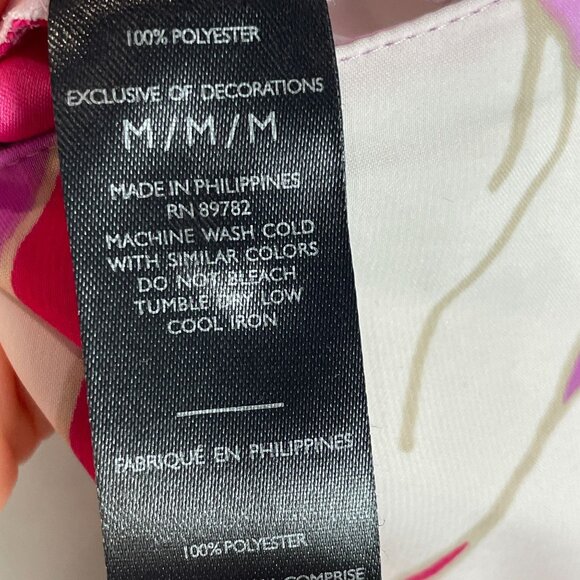 100% POLYESTER
EXCLUSIVE OF DECORATIONS
M/M/M
MADE IN PHILIPPINES
RN 89782
MACHINE WASH COLD
WITH SIMILAR COLORS
DO NOT BLEACH
TUMBLE DRY LOW
COOL IRON
FABRIQUÉ EN PHILIPPINES
100% POLYESTER
COMPRISE